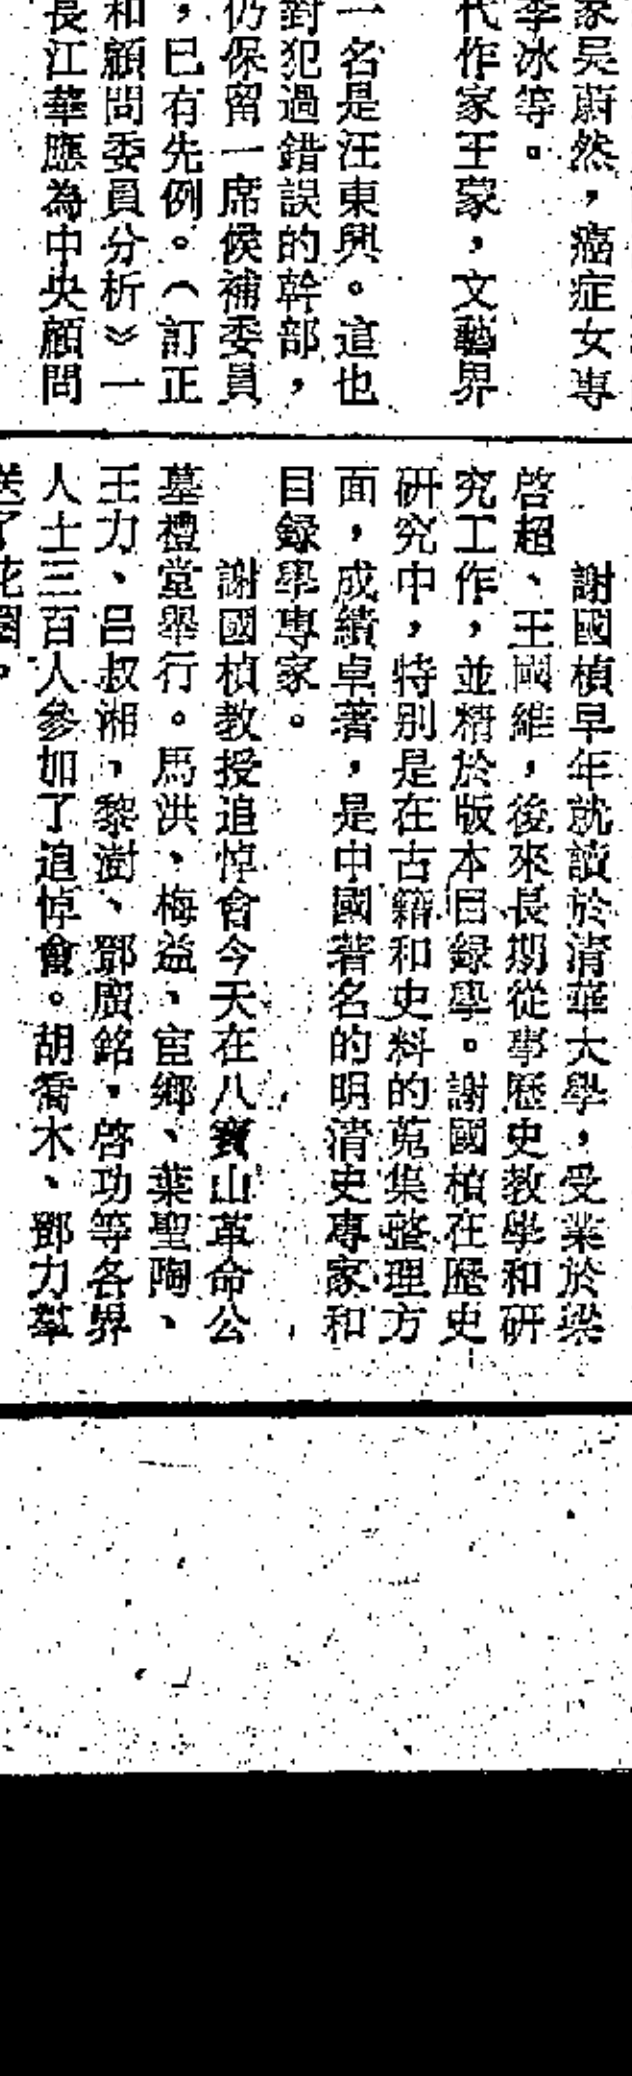 家吳蔚然，癌症女專
李冰等。
代作家王蒙，文藝界
一名是汪東興。這也
對犯過錯誤的幹部，
仍保留一席候補委員
，已有先例。（訂正
和顧問委員分析》一
長江華應為中央顧問
謝國楨早年就讀於清華大學，受業於梁
啓超、王國維，後來長期從事歷史教學和研
究工作，並精於版本目錄學。謝國楨在歷史
研究中，特別是在古籍和史料的蒐集整理方
面，成績卓著，是中國著名的明清史專家和
目錄學專家。
謝國楨教授追悼會今天在八寶山革命公
墓禮堂舉行。馬洪、梅益、宦鄉、葉聖陶、
王力、呂叔湘、黎澍、鄧廣銘、啓功等各界
人士三百人參加了追悼會。胡喬木、鄧力羣
送了花圈。